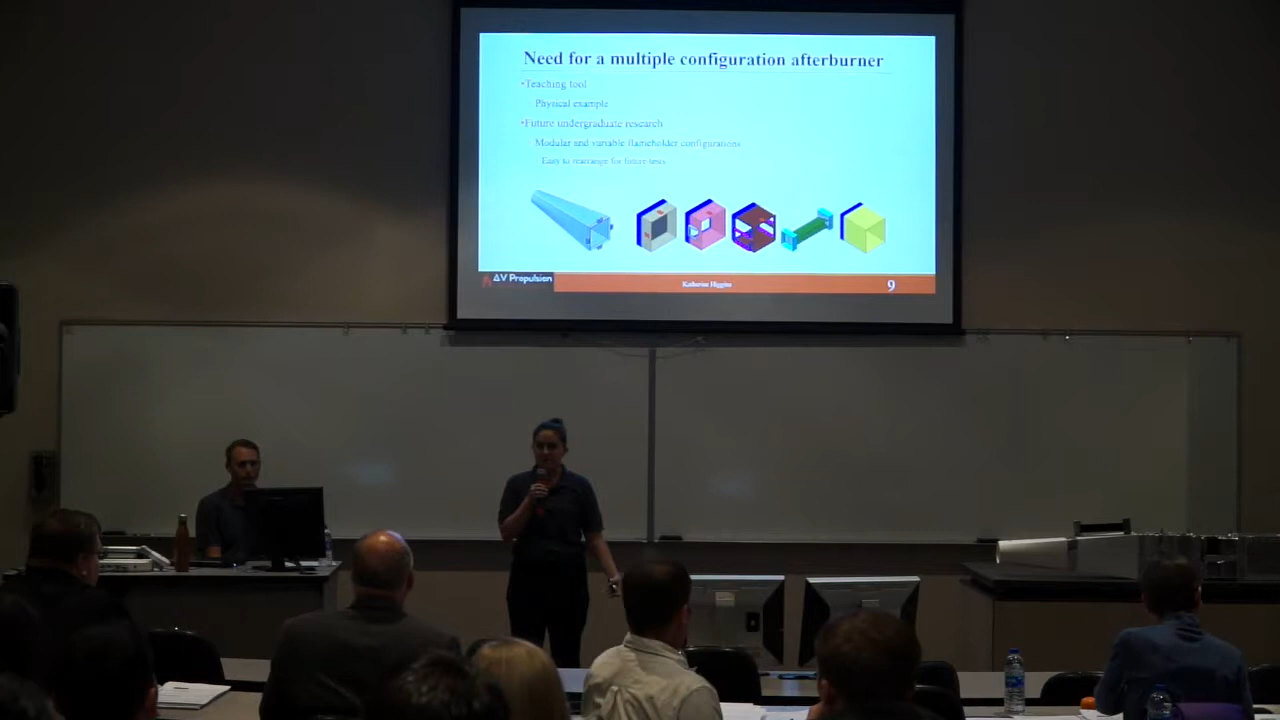 Need for a multiple configuration afterburner
•Teaching tool
Physical example
•Future undergraduate research
Modular and variable flameholder configurations
Easy to rearrange for future tests
ΔV Propulsion
Katherine Higgins
9